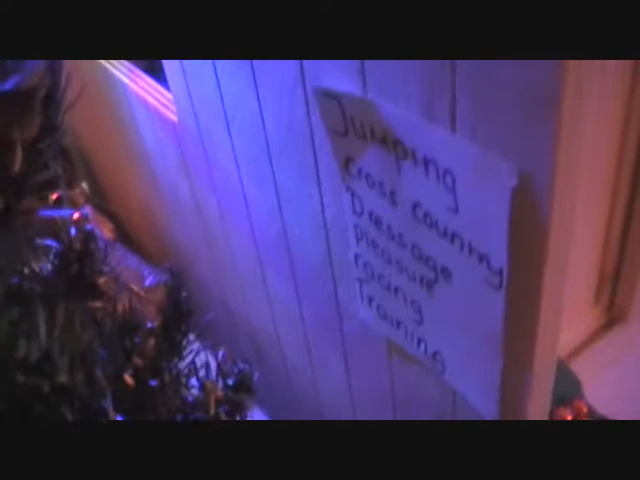 Jumping
cross country
Dressage
pleasure
racing
Training